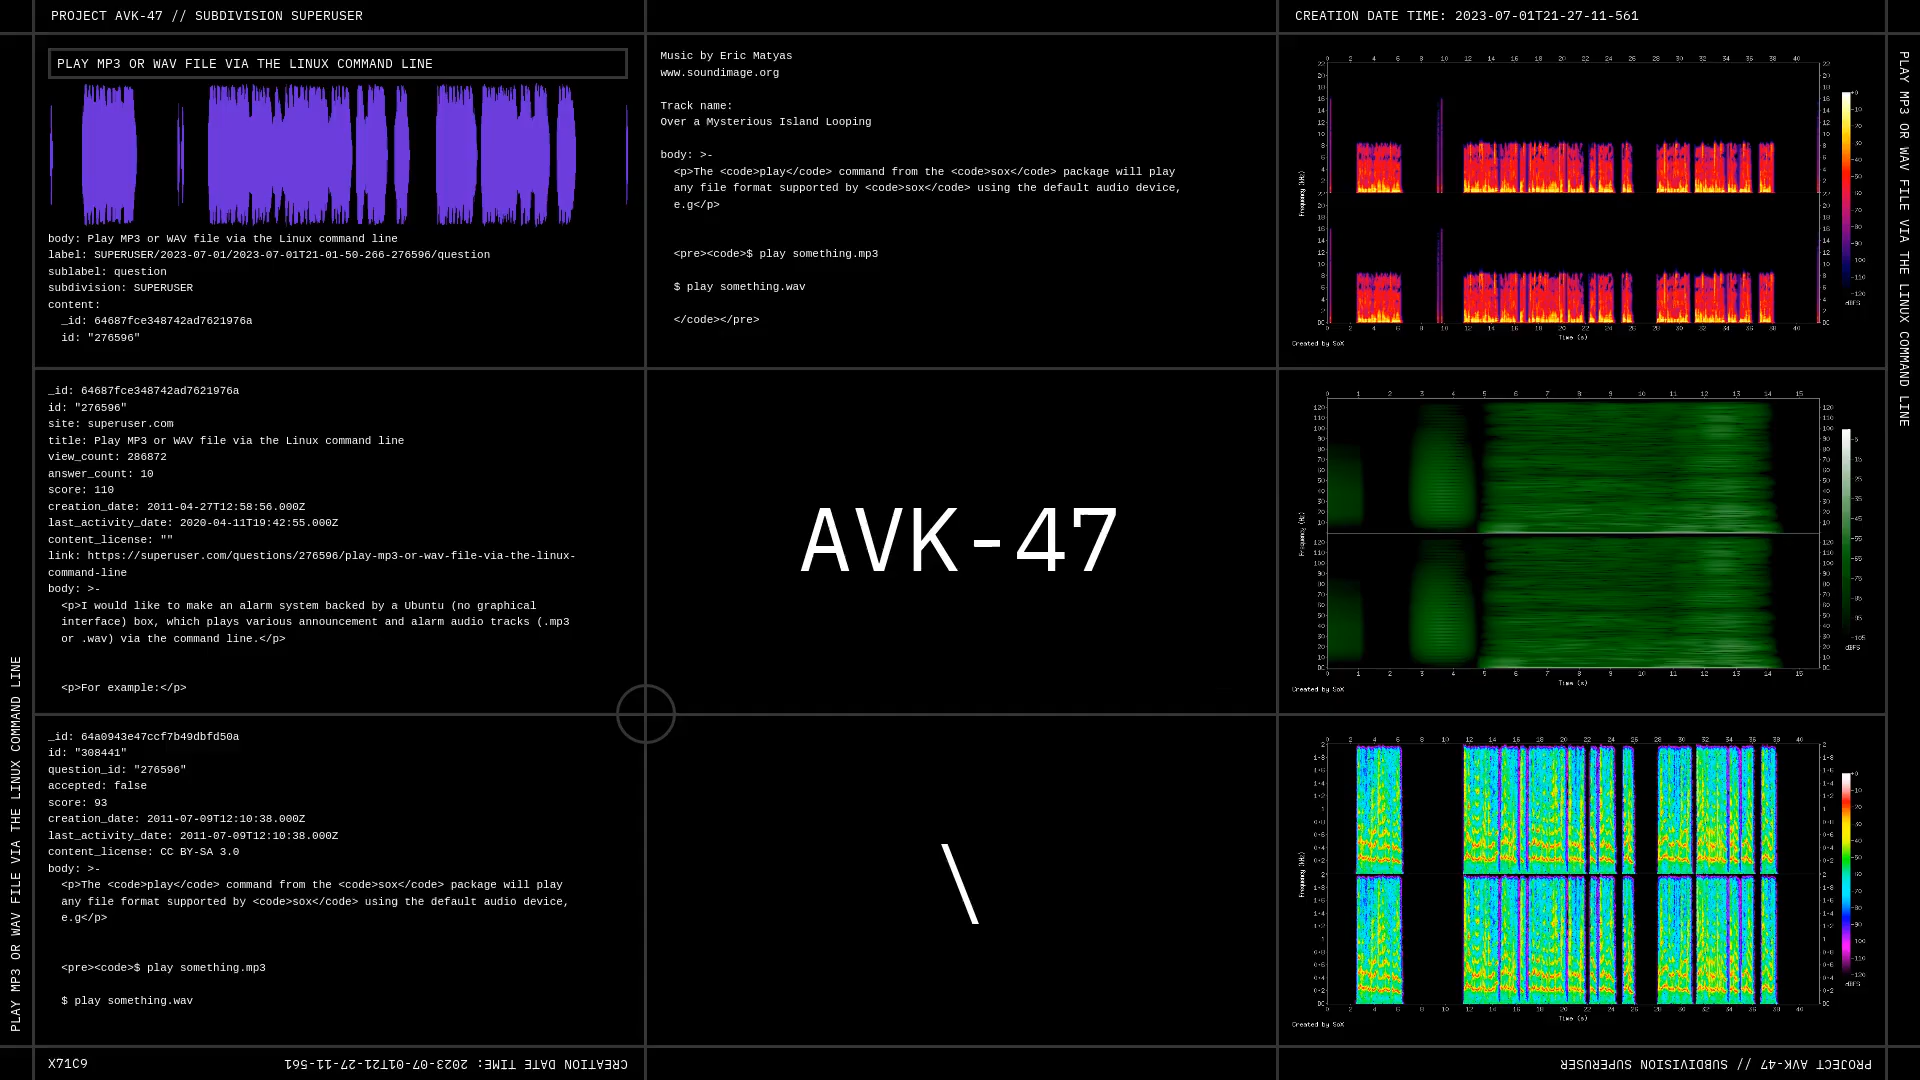 PROJECT AVK-47 // SUBDIVISION SUPERUSER
CREATION DATE TIME: 2023-07-01T21-27-11-561
PLAY MP3 OR WAV FILE VIA THE LINUX COMMAND LINE
body: Play MP3 or WAV file via the Linux command line
label: SUPERUSER/2023-07-01/2023-07-01T21-01-50-266-276596/question
sublabel: question
subdivision: SUPERUSER
content:
_id: 64687fce348742ad7621976a
id: "276596"
Music by Eric Matyas
www.soundimage.org
Track name:
Over a Mysterious Island Looping
body: >-
<p>The <code>play</code> command from the <code>sox</code> package will play
any file format supported by <code>sox</code> using the default audio device,
e.g</p>
<pre><code>$ play something.mp3
$ play something.wav
</code></pre>
Frequency (kHz)
Time (s)
dBFS
Created by SoX
PLAY MP3 OR WAV FILE VIA THE LINUX COMMAND LINE
_id: 64687fce348742ad7621976a
id: "276596"
site: superuser.com
title: Play MP3 or WAV file via the Linux command line
view_count: 286872
answer_count: 10
score: 110
creation_date: 2011-04-27T12:58:56.000Z
last_activity_date: 2020-04-11T19:42:55.000Z
content_license: ""
link: https://superuser.com/questions/276596/play-mp3-or-wav-file-via-the-linux-
command-line
body: >-
<p>I would like to make an alarm system backed by a Ubuntu (no graphical
interface) box, which plays various announcement and alarm audio tracks (.mp3
or .wav) via the command line.</p>
<p>For example:</p>
AVK-47
Frequency (Hz)
Time (s)
dBFS
Created by SoX
PLAY MP3 OR WAV FILE VIA THE LINUX COMMAND LINE
_id: 64a0943e47ccf7b49dbfd50a
id: "308441"
question_id: "276596"
accepted: false
score: 93
creation_date: 2011-07-09T12:10:38.000Z
last_activity_date: 2011-07-09T12:10:38.000Z
content_license: CC BY-SA 3.0
body: >-
<p>The <code>play</code> command from the <code>sox</code> package will play
any file format supported by <code>sox</code> using the default audio device,
e.g</p>
<pre><code>$ play something.mp3
$ play something.wav
\
Frequency (kHz)
Time (s)
dBFS
Created by SoX
X71C9
CREATION DATE TIME: 2023-07-01T21-27-11-561
PROJECT AVK-47 // SUBDIVISION SUPERUSER